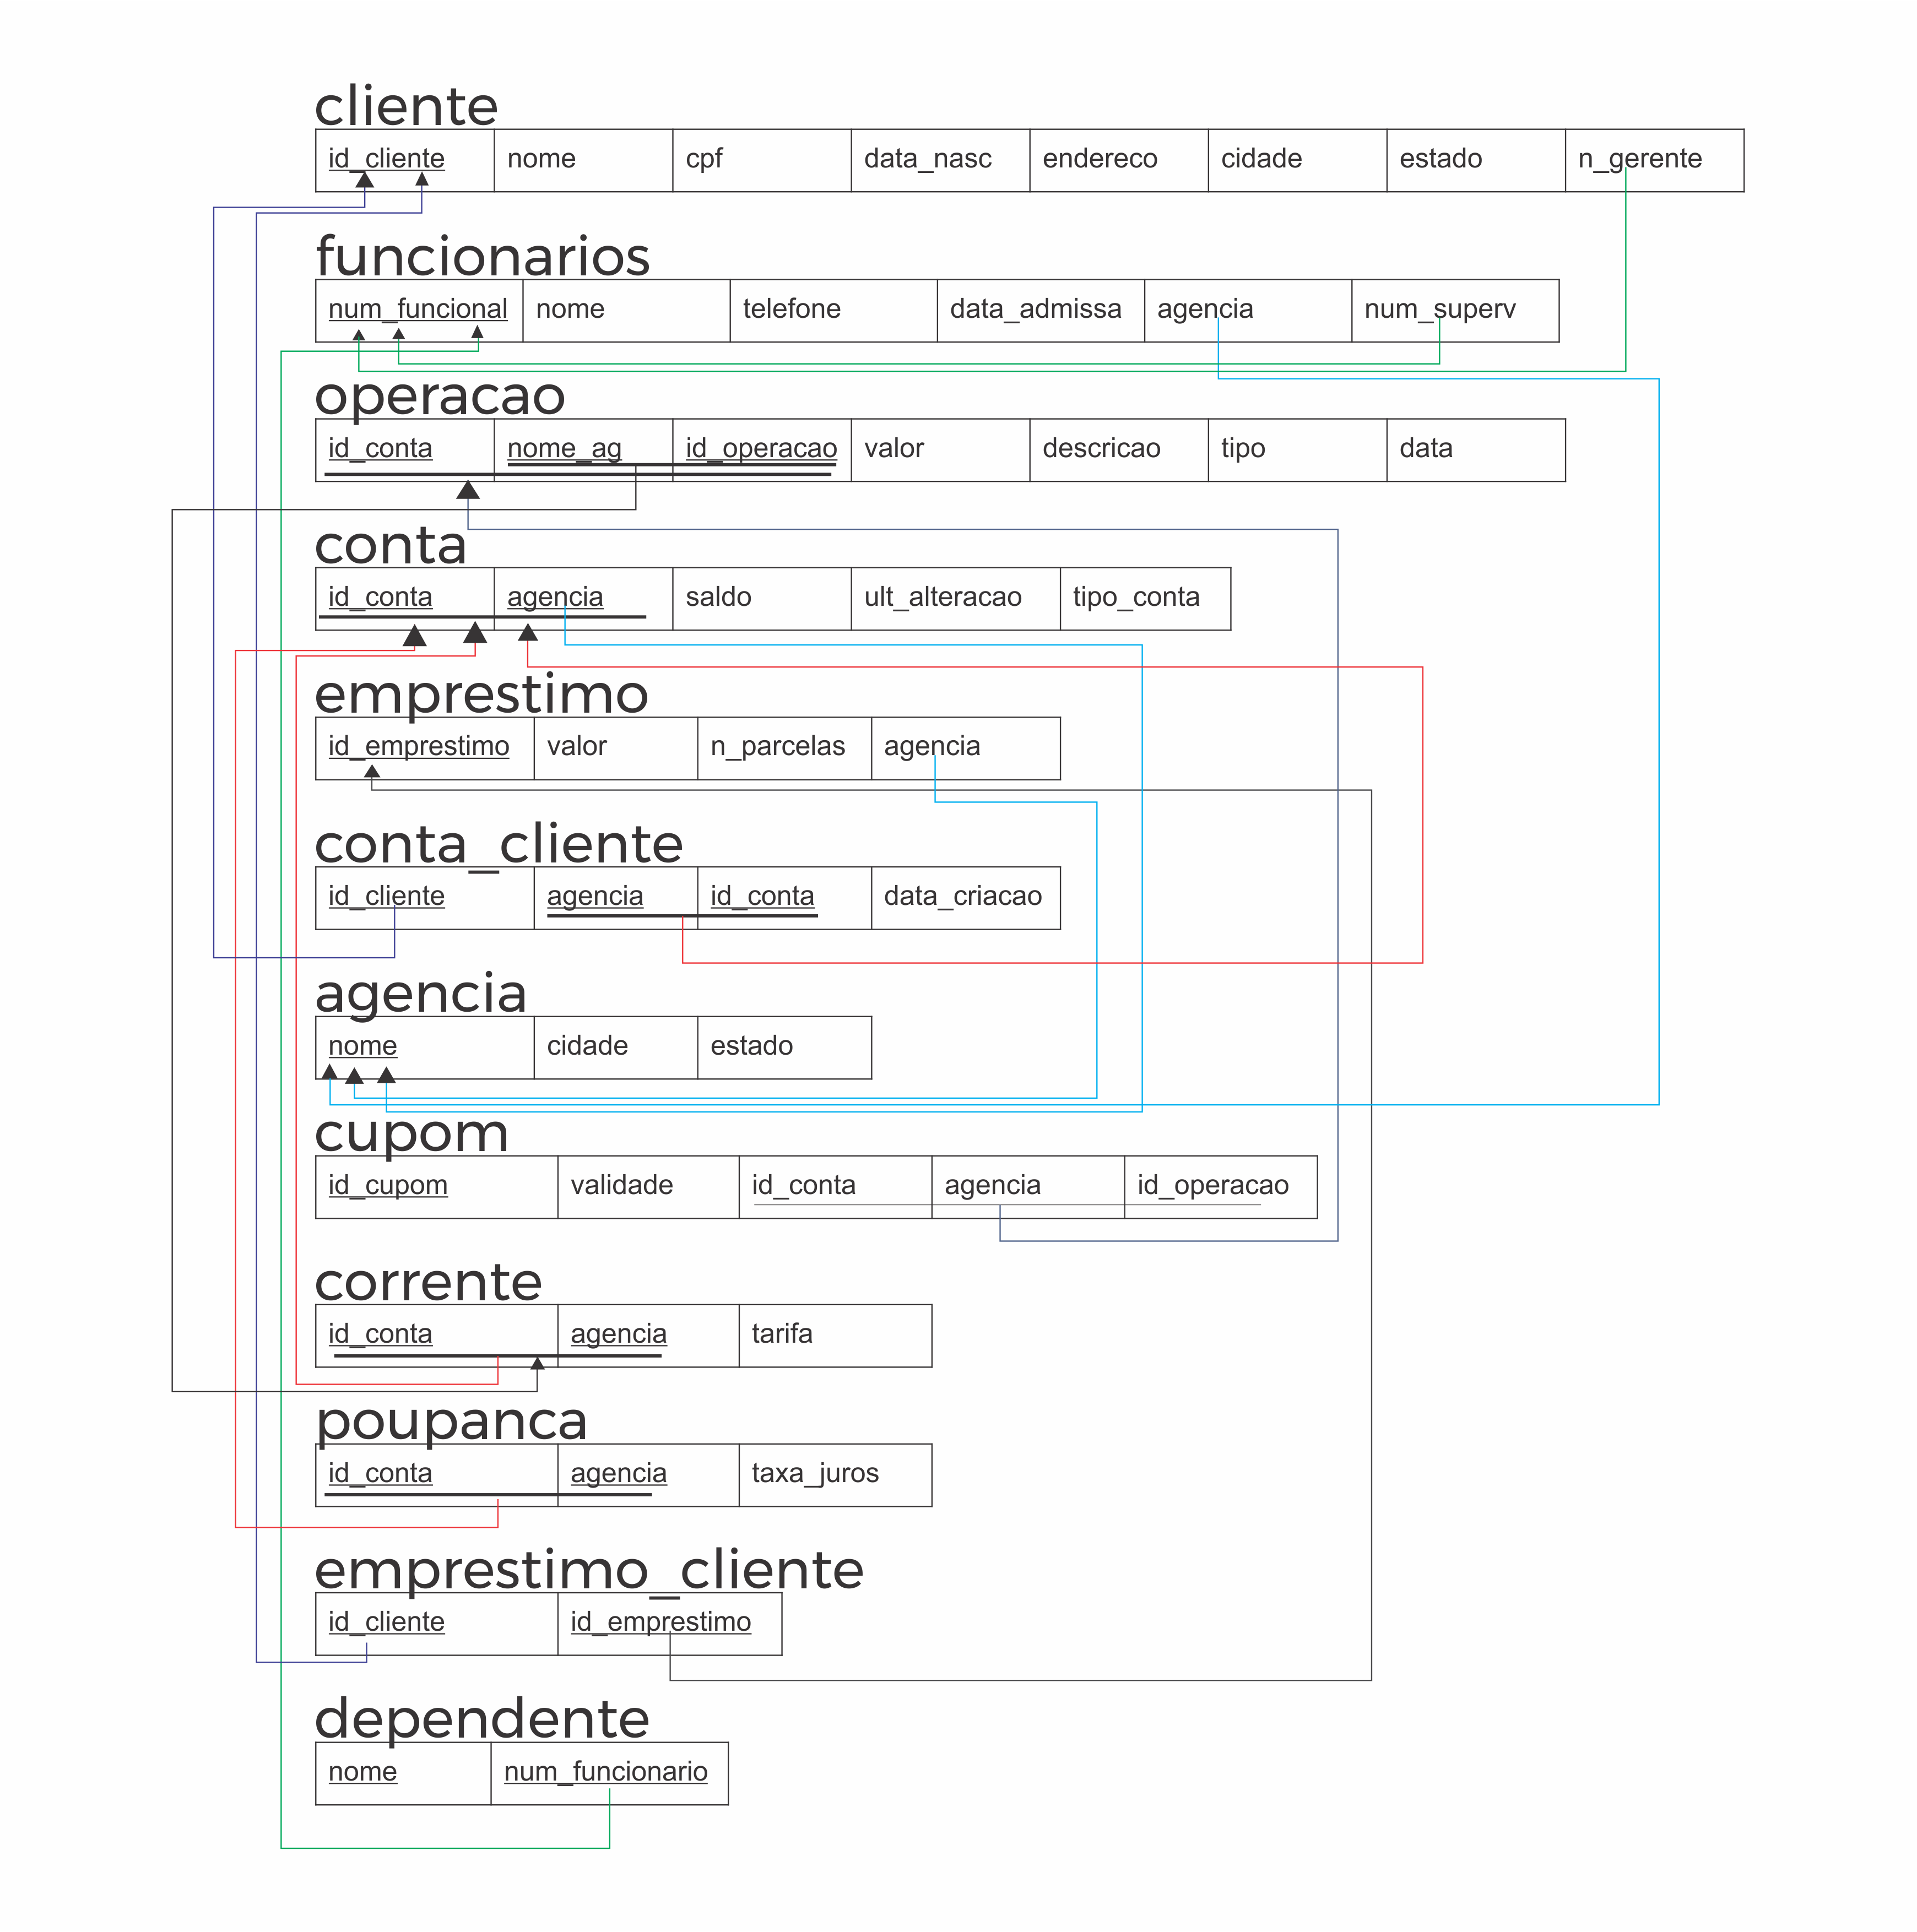 cliente
id_cliente nome cpf data_nasc endereco cidade estado n_gerente
funcionarios
num_funcional nome telefone data_admissa agencia num_superv
operacao
id_conta nome_ag id_operacao valor descricao tipo data
conta
id_conta agencia saldo ult_alteracao tipo_conta
emprestimo
id_emprestimo valor n_parcelas agencia
conta_cliente
id_cliente agencia id_conta data_criacao
agencia
nome cidade estado
cupom
id_cupom validade id_conta agencia id_operacao
corrente
id_conta agencia tarifa
poupanca
id_conta agencia taxa_juros
emprestimo_cliente
id_cliente id_emprestimo
dependente
nome num_funcionario